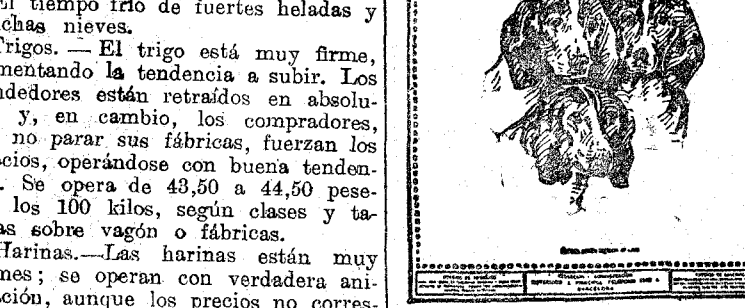 El tiempo frío de fuertes heladas y
chas nieves.
Trigos. — El trigo está muy firme,
mentando la tendencia a subir. Los
ndedores están retraídos en absolu-
y, en cambio, los compradores,
no parar sus fábricas, fuerzan los
cios, operándose con buena tenden-
. Se opera de 43,50 a 44,50 pese-
los 100 kilos, según clases y ta-
as sobre vagón o fábricas.
Harinas.—Las harinas están muy
mes; se operan con verdadera ani-
ción, aunque los precios no corres-